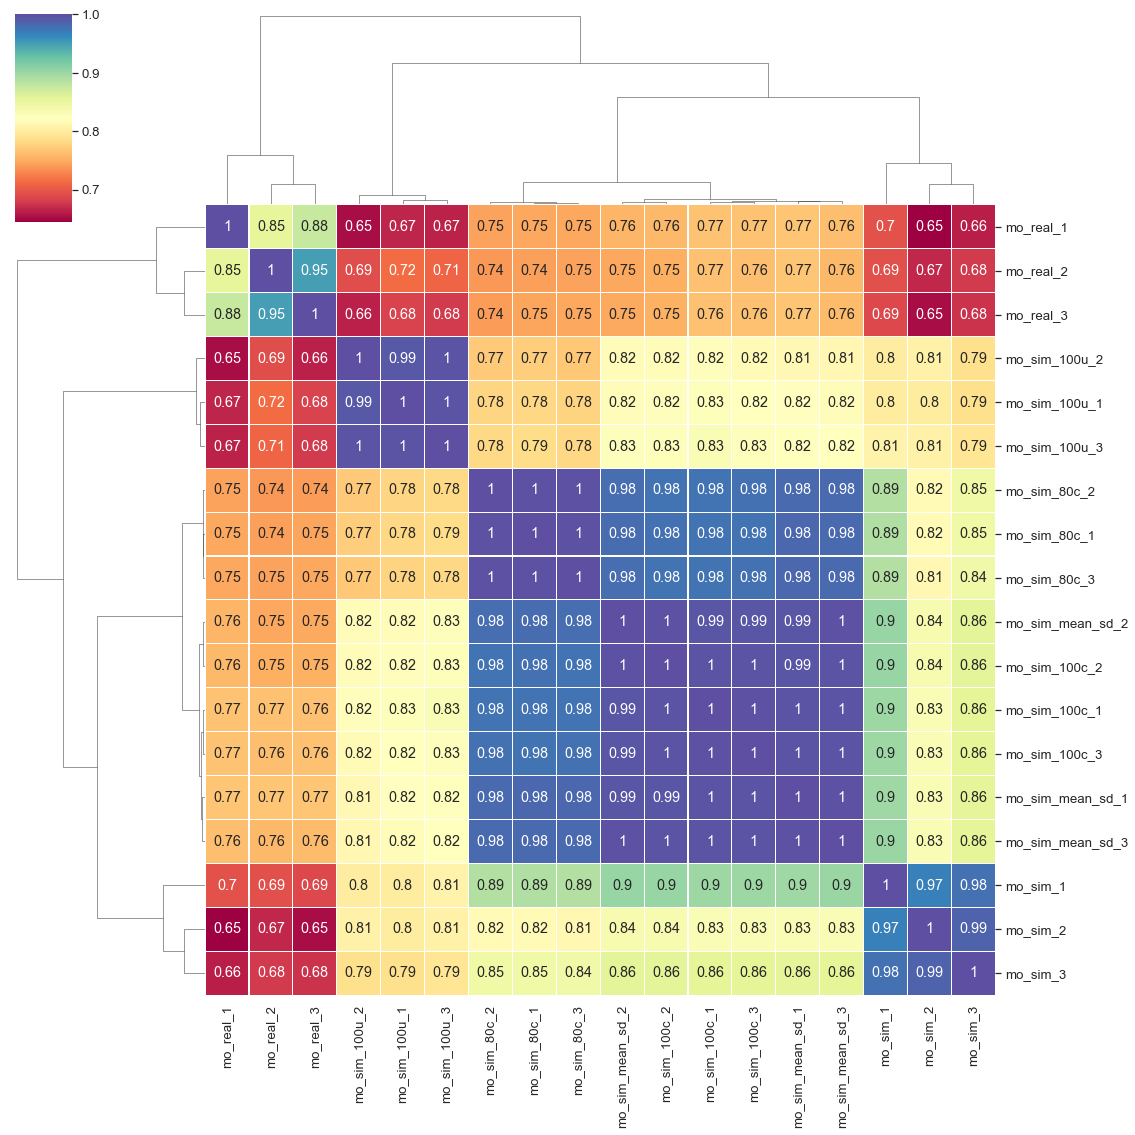 1.0
0.9
0.8
0.7
1 0.85 0.88 0.65 0.67 0.67 0.75 0.75 0.75 0.76 0.76 0.77 0.77 0.77 0.76 0.7 0.65 0.66 mo_real_1
0.85 1 0.95 0.69 0.72 0.71 0.74 0.74 0.75 0.75 0.75 0.77 0.76 0.77 0.76 0.69 0.67 0.68 mo_real_2
0.88 0.95 1 0.66 0.68 0.68 0.74 0.75 0.75 0.75 0.75 0.76 0.76 0.77 0.76 0.69 0.65 0.68 mo_real_3
0.65 0.69 0.66 1 0.99 1 0.77 0.77 0.77 0.82 0.82 0.82 0.82 0.81 0.81 0.8 0.81 0.79 mo_sim_100u_2
0.67 0.72 0.68 0.99 1 1 0.78 0.78 0.78 0.82 0.82 0.83 0.82 0.82 0.82 0.8 0.8 0.79 mo_sim_100u_1
0.67 0.71 0.68 1 1 1 0.78 0.79 0.78 0.83 0.83 0.83 0.83 0.82 0.82 0.81 0.81 0.79 mo_sim_100u_3
0.75 0.74 0.74 0.77 0.78 0.78 1 1 1 0.98 0.98 0.98 0.98 0.98 0.98 0.89 0.82 0.85 mo_sim_80c_2
0.75 0.74 0.75 0.77 0.78 0.79 1 1 1 0.98 0.98 0.98 0.98 0.98 0.98 0.89 0.82 0.85 mo_sim_80c_1
0.75 0.75 0.75 0.77 0.78 0.78 1 1 1 0.98 0.98 0.98 0.98 0.98 0.98 0.89 0.81 0.84 mo_sim_80c_3
0.76 0.75 0.75 0.82 0.82 0.83 0.98 0.98 0.98 1 1 0.99 0.99 0.99 1 0.9 0.84 0.86 mo_sim_mean_sd_2
0.76 0.75 0.75 0.82 0.82 0.83 0.98 0.98 0.98 1 1 1 1 0.99 1 0.9 0.84 0.86 mo_sim_100c_2
0.77 0.77 0.76 0.82 0.83 0.83 0.98 0.98 0.98 0.99 1 1 1 1 1 0.9 0.83 0.86 mo_sim_100c_1
0.77 0.76 0.76 0.82 0.82 0.83 0.98 0.98 0.98 0.99 1 1 1 1 1 0.9 0.83 0.86 mo_sim_100c_3
0.77 0.77 0.77 0.81 0.82 0.82 0.98 0.98 0.98 0.99 0.99 1 1 1 1 0.9 0.83 0.86 mo_sim_mean_sd_1
0.76 0.76 0.76 0.81 0.82 0.82 0.98 0.98 0.98 1 1 1 1 1 1 0.9 0.83 0.86 mo_sim_mean_sd_3
0.7 0.69 0.69 0.8 0.8 0.81 0.89 0.89 0.89 0.9 0.9 0.9 0.9 0.9 0.9 1 0.97 0.98 mo_sim_1
0.65 0.67 0.65 0.81 0.8 0.81 0.82 0.82 0.81 0.84 0.84 0.83 0.83 0.83 0.83 0.97 1 0.99 mo_sim_2
0.66 0.68 0.68 0.79 0.79 0.79 0.85 0.85 0.84 0.86 0.86 0.86 0.86 0.86 0.86 0.98 0.99 1 mo_sim_3
mo_real_1
mo_real_2
mo_real_3
mo_sim_100u_2
mo_sim_100u_1
mo_sim_100u_3
mo_sim_80c_2
mo_sim_80c_1
mo_sim_80c_3
mo_sim_mean_sd_2
mo_sim_100c_2
mo_sim_100c_1
mo_sim_100c_3
mo_sim_mean_sd_1
mo_sim_mean_sd_3
mo_sim_1
mo_sim_2
mo_sim_3